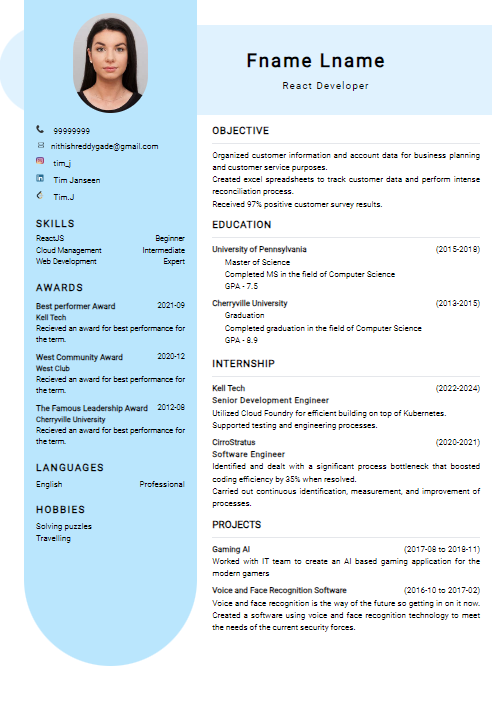 Fname Lname
React Developer
99999999
nithishreddygade@gmail.com
tim_j
Tim Janseen
Tim.J
SKILLS
ReactJS Beginner
Cloud Management Intermediate
Web Development Expert
AWARDS
Best performer Award 2021-09
Kell Tech
Recieved an award for best performance for
the term.
West Community Award 2020-12
West Club
Recieved an award for best performance for
the term.
The Famous Leadership Award 2012-08
Cherryville University
Recieved an award for best performance for
the term.
LANGUAGES
English Professional
HOBBIES
Solving puzzles
Travelling
OBJECTIVE
Organized customer information and account data for business planning
and customer service purposes.
Created excel spreadsheets to track customer data and perform intense
reconciliation process.
Received 97% positive customer survey results.
EDUCATION
University of Pennsylvania (2015-2018)
Master of Science
Completed MS in the field of Computer Science
GPA - 7.5
Cherryville University (2013-2015)
Graduation
Completed graduation in the field of Computer Science
GPA - 8.9
INTERNSHIP
Kell Tech (2022-2024)
Senior Development Engineer
Utilized Cloud Foundry for efficient building on top of Kubernetes.
Supported testing and engineering processes.
CirroStratus (2020-2021)
Software Engineer
Identified and dealt with a significant process bottleneck that boosted
coding efficiency by 35% when resolved.
Carried out continuous identification, measurement, and improvement of
processes.
PROJECTS
Gaming AI (2017-08 to 2018-11)
Worked with IT team to create an AI based gaming application for the
modern gamers
Voice and Face Recognition Software (2016-10 to 2017-02)
Voice and face recognition is the way of the future so getting in on it now.
Created a software using voice and face recognition technology to meet
the needs of the current security forces.